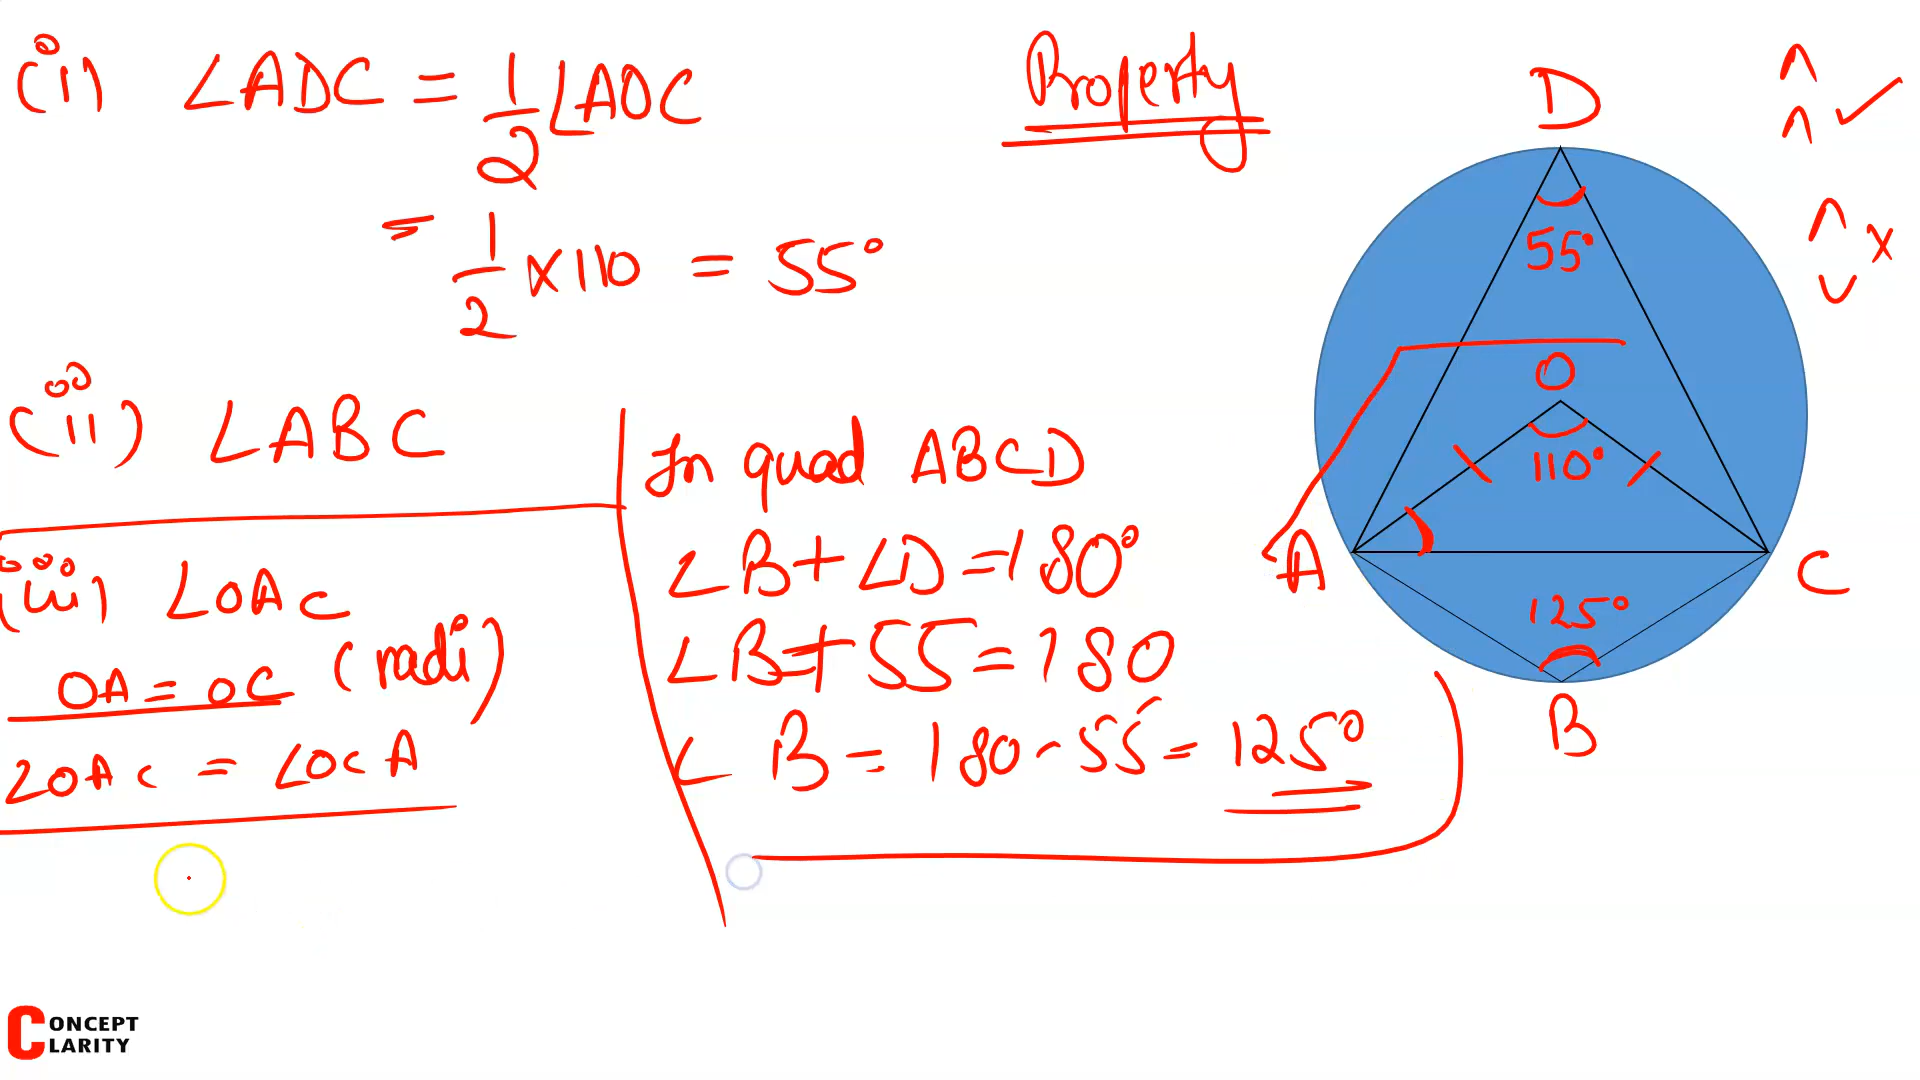 (i) ∠ADC = 1/2 ∠AOC
= 1/2 × 110 = 55°
(ii) ∠ABC
(iii) ∠OAC
OA = OC (radi)
∠OAC = ∠OCA
In quad ABCD
∠B + ∠D = 180°
∠B + 55 = 180
∠B = 180 - 55 = 125°
Property
D
55°
O
110°
A
C
125°
B
^
^ ✓
^ x
v
CONCEPT
CLARITY